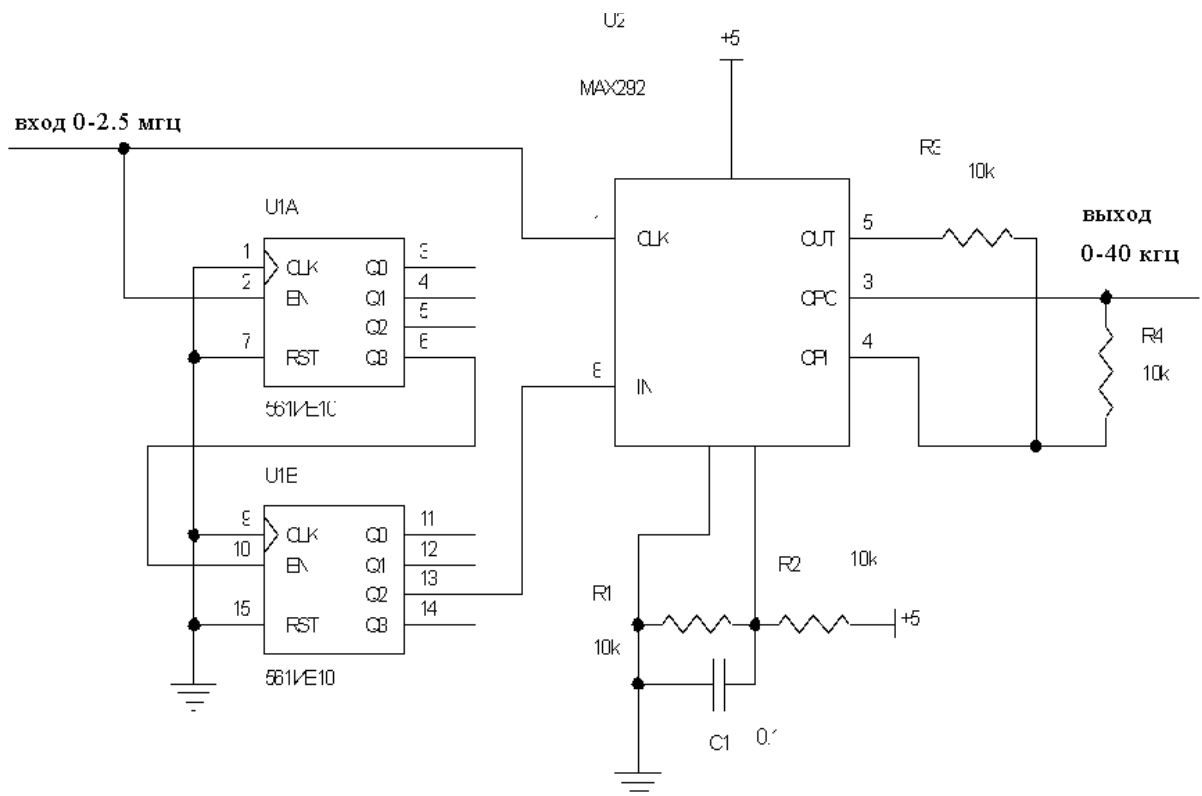 U2
+5
MAX292
вход 0-2.5 мгц
R3
10k
U1A
выход
0-40 кгц
1
5
CLK
OUT
1
CLK
Q0
3
2
EN
Q1
4
OPO
3
Q2
5
7
RST
Q3
6
OPI
4
R4
10k
8
IN
561ИЕ10
U1B
9
CLK
Q0
11
10
EN
Q1
12
Q2
13
R2
10k
15
RST
Q3
14
R1
+5
10k
561ИЕ10
C1
0.1